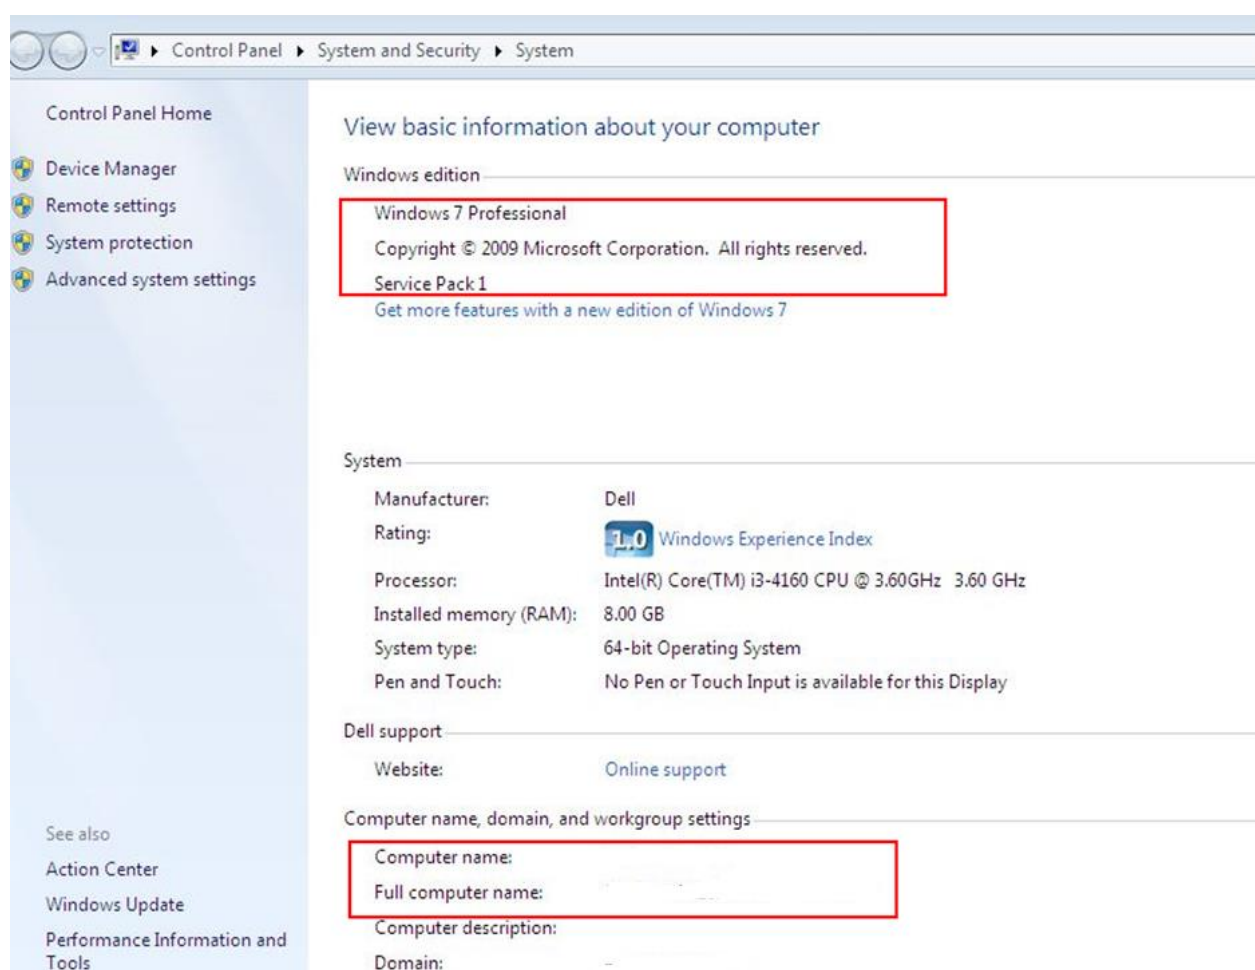 Control Panel ▸ System and Security ▸ System
Control Panel Home
Device Manager
Remote settings
System protection
Advanced system settings
See also
Action Center
Windows Update
Performance Information and
Tools
View basic information about your computer
Windows edition
Windows 7 Professional
Copyright © 2009 Microsoft Corporation. All rights reserved.
Service Pack 1
Get more features with a new edition of Windows 7
System
Manufacturer: Dell
Rating: 1.0 Windows Experience Index
Processor: Intel(R) Core(TM) i3-4160 CPU @ 3.60GHz 3.60 GHz
Installed memory (RAM): 8.00 GB
System type: 64-bit Operating System
Pen and Touch: No Pen or Touch Input is available for this Display
Dell support
Website: Online support
Computer name, domain, and workgroup settings
Computer name:
Full computer name:
Computer description:
Domain: